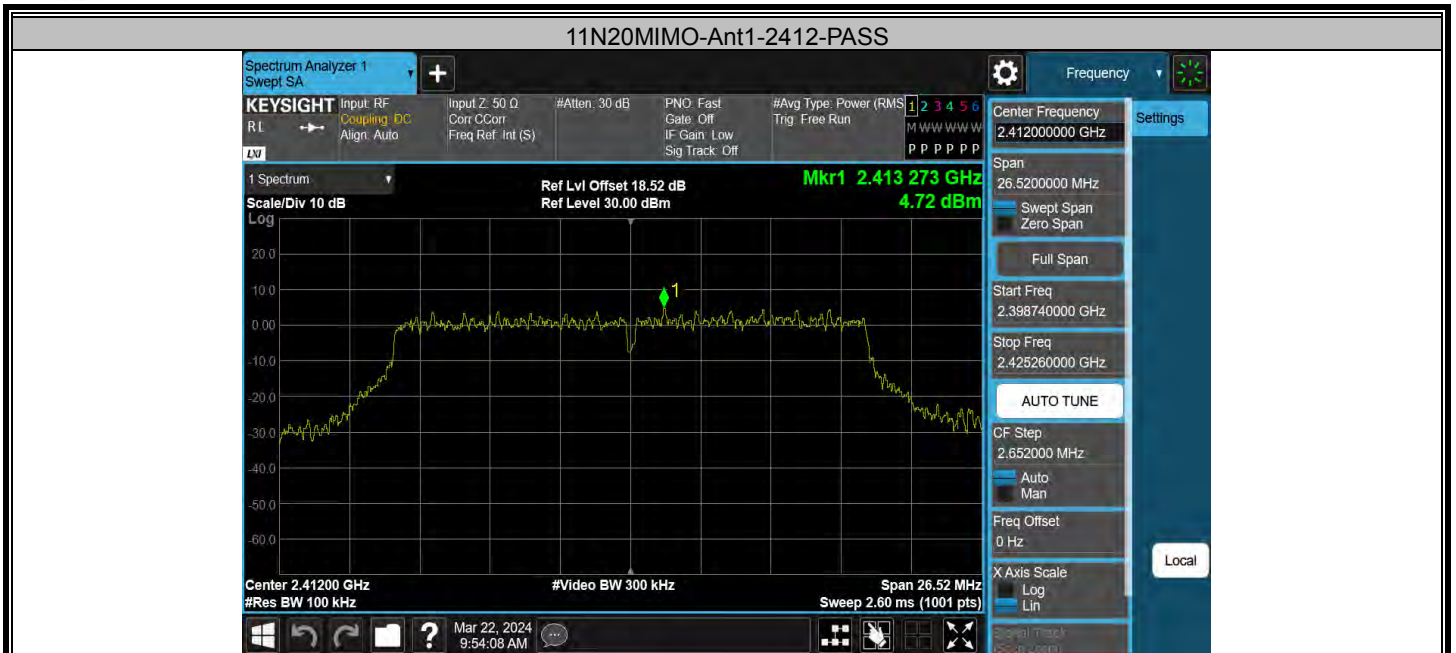 11N20MIMO-Ant1-2412-PASS
Spectrum Analyzer 1
Swept SA
Frequency
KEYSIGHT
RL
LXI
Input: RF
Coupling: DC
Align: Auto
Input Z: 50 Ω
Corr CCorr
Freq Ref: Int (S)
#Atten: 30 dB
PNO: Fast
Gate: Off
IF Gain: Low
Sig Track: Off
#Avg Type: Power (RMS
Trig: Free Run
1 2 3 4 5 6
M W W W W W
P P P P P P
1 Spectrum
Scale/Div 10 dB
Log
Ref Lvl Offset 18.52 dB
Ref Level 30.00 dBm
Mkr1 2.413 273 GHz
4.72 dBm
20.0
10.0
0.00
-10.0
-20.0
-30.0
-40.0
-50.0
-60.0
1
Center 2.41200 GHz
#Res BW 100 kHz
#Video BW 300 kHz
Span 26.52 MHz
Sweep 2.60 ms (1001 pts)
Mar 22, 2024
9:54:08 AM
Center Frequency
2.412000000 GHz
Settings
Span
26.5200000 MHz
Swept Span
Zero Span
Full Span
Start Freq
2.398740000 GHz
Stop Freq
2.425260000 GHz
AUTO TUNE
CF Step
2.652000 MHz
Auto
Man
Freq Offset
0 Hz
X Axis Scale
Log
Lin
Local